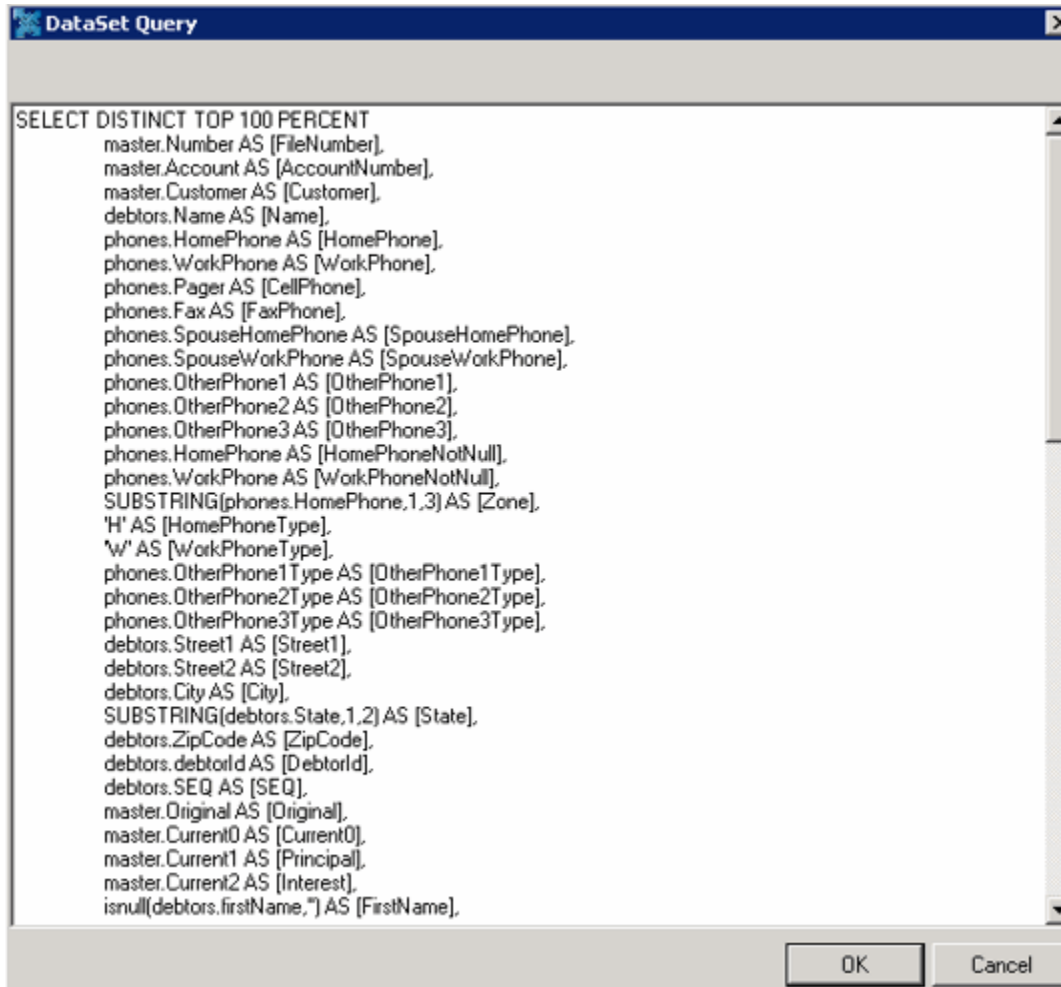 DataSet Query
SELECT DISTINCT TOP 100 PERCENT
master.Number AS [FileNumber],
master.Account AS [AccountNumber],
master.Customer AS [Customer],
debtors.Name AS [Name],
phones.HomePhone AS [HomePhone],
phones.WorkPhone AS [WorkPhone],
phones.Pager AS [CellPhone],
phones.Fax AS [FaxPhone],
phones.SpouseHomePhone AS [SpouseHomePhone],
phones.SpouseWorkPhone AS [SpouseWorkPhone],
phones.OtherPhone1 AS [OtherPhone1],
phones.OtherPhone2 AS [OtherPhone2],
phones.OtherPhone3 AS [OtherPhone3],
phones.HomePhone AS [HomePhoneNotNull],
phones.WorkPhone AS [WorkPhoneNotNull],
SUBSTRING(phones.HomePhone,1,3) AS [Zone],
'H' AS [HomePhoneType],
'W' AS [WorkPhoneType],
phones.OtherPhone1Type AS [OtherPhone1Type],
phones.OtherPhone2Type AS [OtherPhone2Type],
phones.OtherPhone3Type AS [OtherPhone3Type],
debtors.Street1 AS [Street1],
debtors.Street2 AS [Street2],
debtors.City AS [City],
SUBSTRING(debtors.State,1,2) AS [State],
debtors.ZipCode AS [ZipCode],
debtors.debtorId AS [DebtorId],
debtors.SEQ AS [SEQ],
master.Original AS [Original],
master.Current0 AS [Current0],
master.Current1 AS [Principal],
master.Current2 AS [Interest],
isnull(debtors.firstName,'') AS [FirstName],
OK Cancel